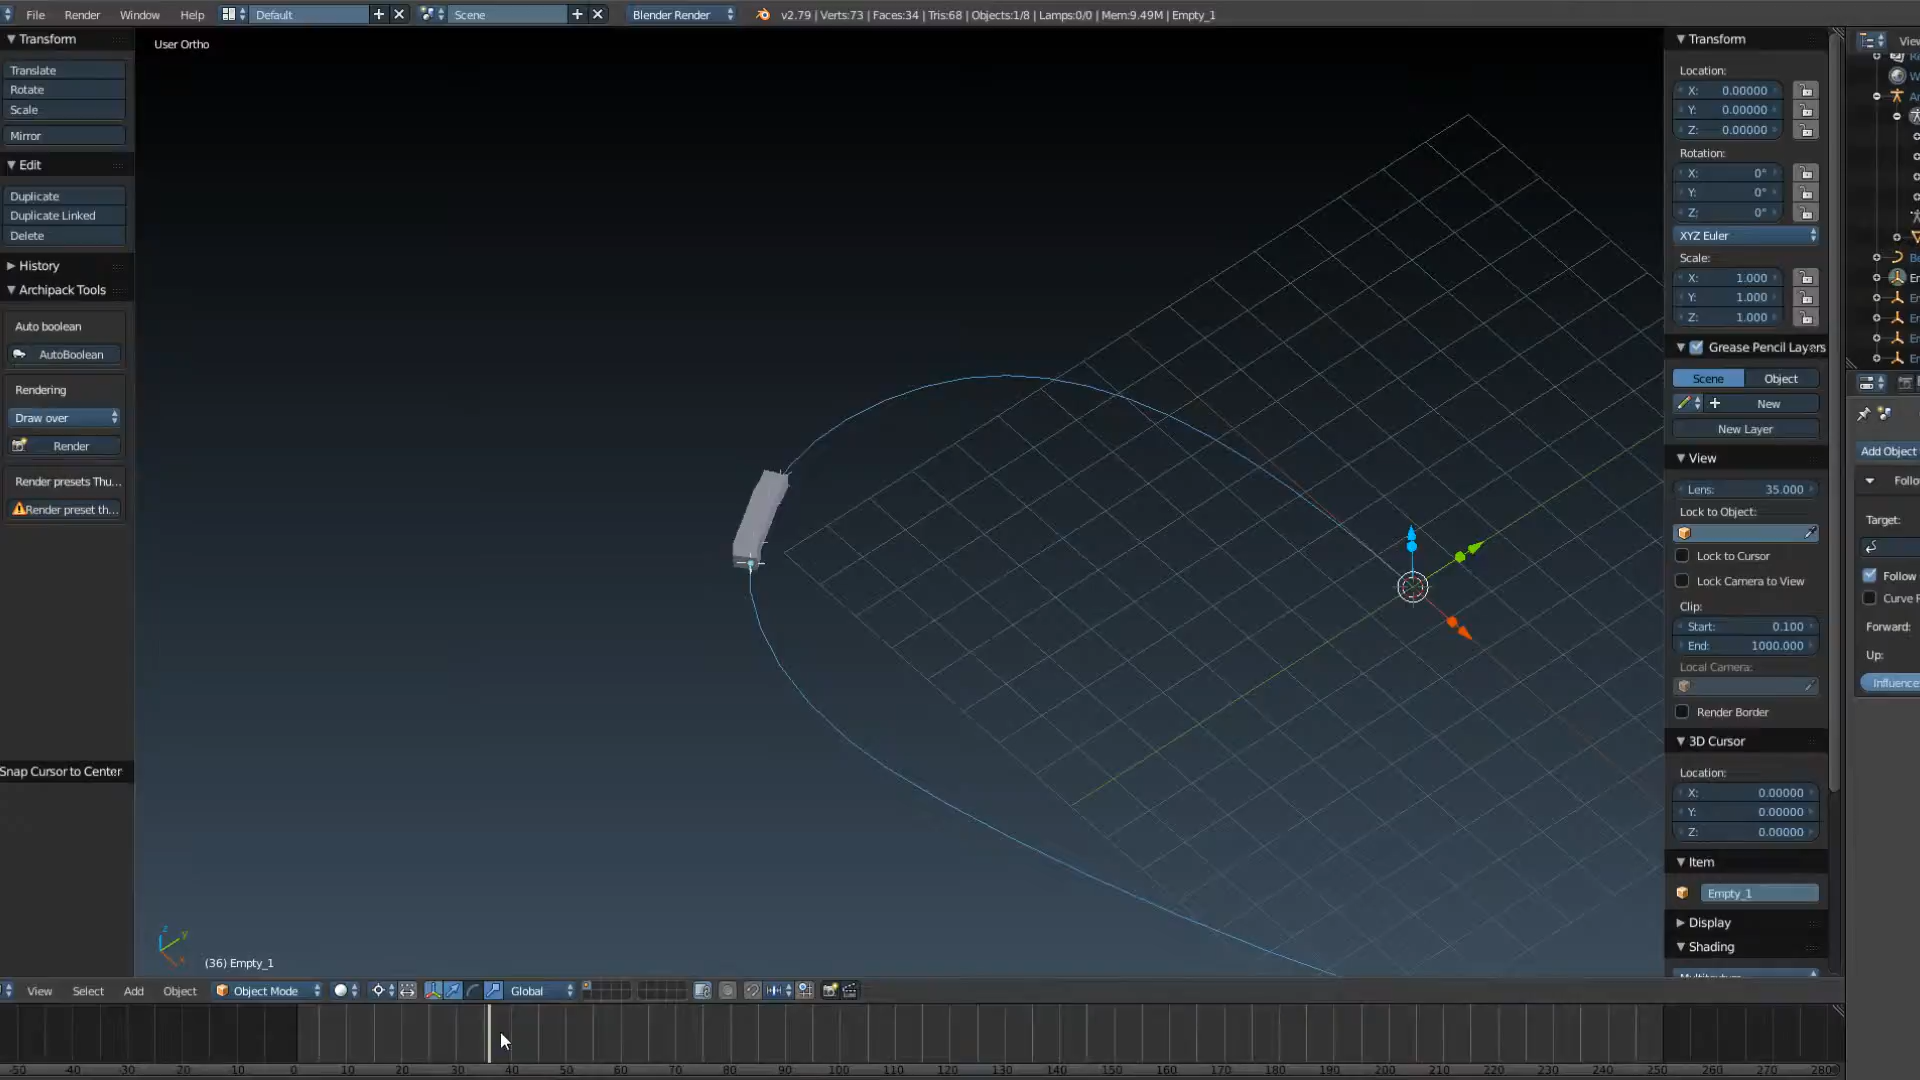 File Render Window Help Default Scene Blender Render v2.79 | Verts:73 | Faces:34 | Tris:68 | Objects:1/8 | Lamps:0/0 | Mem:9.49M | Empty_1
Transform
Translate
Rotate
Scale
Mirror
Edit
Duplicate
Duplicate Linked
Delete
History
Archipack Tools
Auto boolean
AutoBoolean
Rendering
Draw over
Render
Render presets Thu...
Render preset th...
Snap Cursor to Center
User Ortho
z
y
x
(36) Empty_1
Transform
Location:
X: 0.00000
Y: 0.00000
Z: 0.00000
Rotation:
X: 0°
Y: 0°
Z: 0°
XYZ Euler
Scale:
X: 1.000
Y: 1.000
Z: 1.000
Grease Pencil Layers
Scene Object
New
New Layer
View
Lens: 35.000
Lock to Object:
Lock to Cursor
Lock Camera to View
Clip:
Start: 0.100
End: 1000.000
Local Camera:
Render Border
3D Cursor
Location:
X: 0.00000
Y: 0.00000
Z: 0.00000
Item
Empty_1
Display
Shading
Add Object
Target:
Follow
Forward:
Up:
Influence
View Select Add Object Object Mode Global
-50 -40 -30 -20 -10 0 10 20 30 40 50 60 70 80 90 100 110 120 130 140 150 160 170 180 190 200 210 220 230 240 250 260 270 280